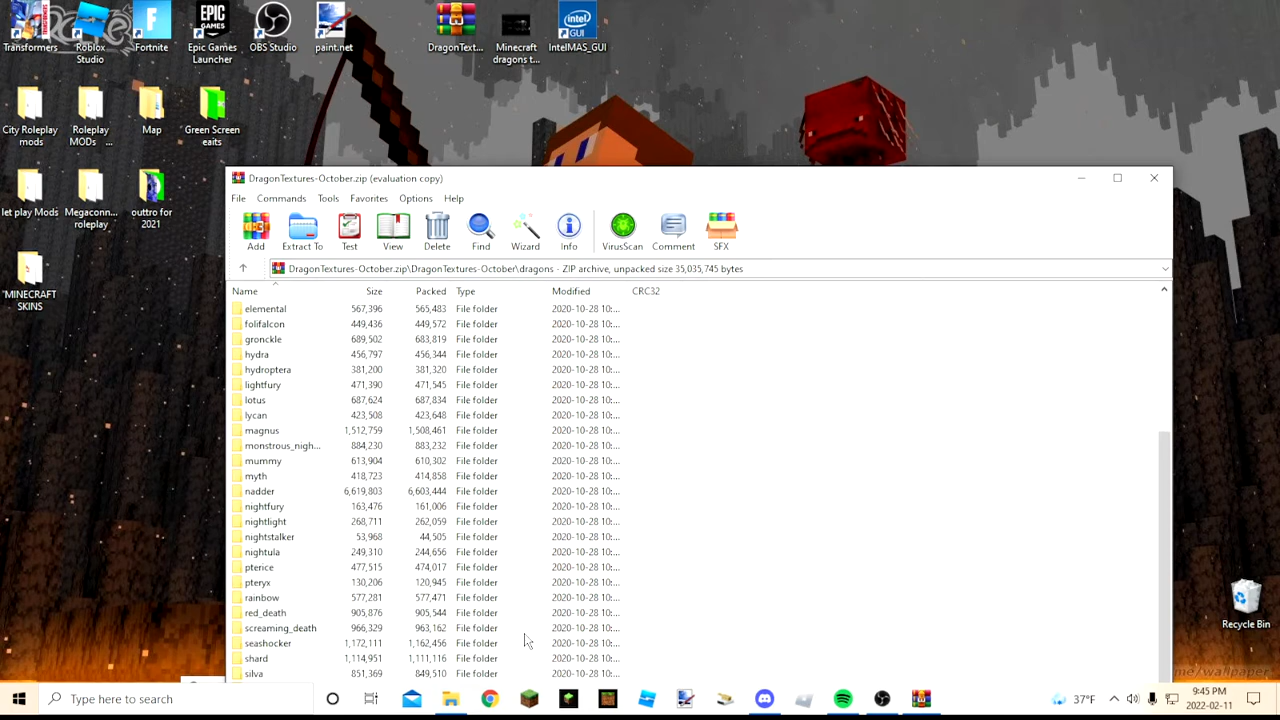 Transformers
Roblox Studio
Fortnite
Epic Games Launcher
OBS Studio
paint.net
DragonText...
Minecraft dragons t...
IntelMAS_GUI
City Roleplay mods
Roleplay MODs ...
Map
Green Screen eaits
let play Mods
Megaconn... roleplay
outtro for 2021
"MINECRAFT SKINS
DragonTextures-October.zip (evaluation copy)
File Commands Tools Favorites Options Help
Add Extract To Test View Delete Find Wizard Info VirusScan Comment SFX
DragonTextures-October.zip\DragonTextures-October\dragons - ZIP archive, unpacked size 35,035,745 bytes
Name Size Packed Type Modified CRC32
elemental 567,396 565,483 File folder 2020-10-28 10:...
folifalcon 449,436 449,572 File folder 2020-10-28 10:...
gronckle 689,502 683,819 File folder 2020-10-28 10:...
hydra 456,797 456,344 File folder 2020-10-28 10:...
hydroptera 381,200 381,320 File folder 2020-10-28 10:...
lightfury 471,390 471,545 File folder 2020-10-28 10:...
lotus 687,624 687,834 File folder 2020-10-28 10:...
lycan 423,508 423,648 File folder 2020-10-28 10:...
magnus 1,512,759 1,508,461 File folder 2020-10-28 10:...
monstrous_nigh... 884,230 883,232 File folder 2020-10-28 10:...
mummy 613,904 610,302 File folder 2020-10-28 10:...
myth 418,723 414,858 File folder 2020-10-28 10:...
nadder 6,619,803 6,603,444 File folder 2020-10-28 10:...
nightfury 163,476 161,006 File folder 2020-10-28 10:...
nightlight 268,711 262,059 File folder 2020-10-28 10:...
nightstalker 53,968 44,505 File folder 2020-10-28 10:...
nightula 249,310 244,656 File folder 2020-10-28 10:...
pterice 477,515 474,017 File folder 2020-10-28 10:...
pteryx 130,206 120,945 File folder 2020-10-28 10:...
rainbow 577,281 577,471 File folder 2020-10-28 10:...
red_death 905,876 905,544 File folder 2020-10-28 10:...
screaming_death 966,329 963,162 File folder 2020-10-28 10:...
seashocker 1,172,111 1,162,456 File folder 2020-10-28 10:...
shard 1,114,951 1,111,116 File folder 2020-10-28 10:...
silva 851,369 849,510 File folder 2020-10-28 10:...
Recycle Bin
me/wallpaper
Type here to search
37°F
9:45 PM
2022-02-11